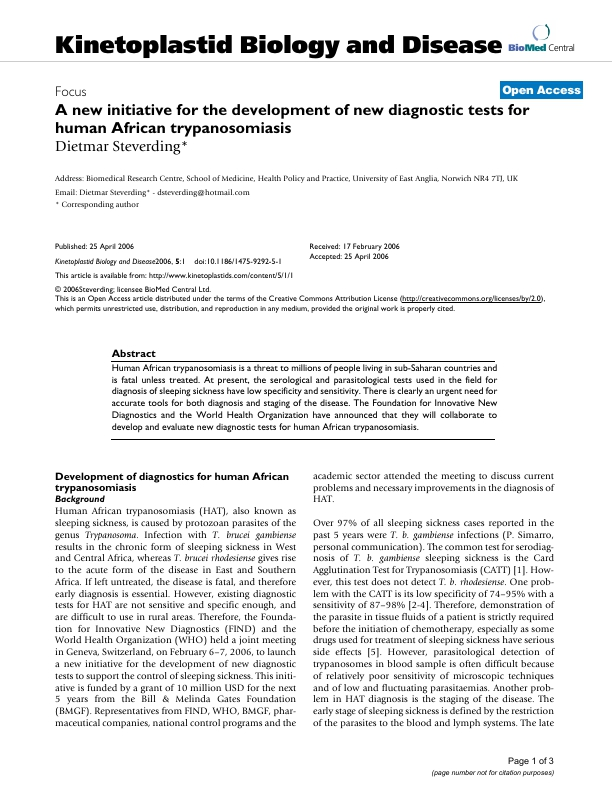 Kinetoplastid Biology and Disease
BioMed Central
Focus
Open Access
A new initiative for the development of new diagnostic tests for
human African trypanosomiasis
Dietmar Steverding*
Address: Biomedical Research Centre, School of Medicine, Health Policy and Practice, University of East Anglia, Norwich NR4 7TJ, UK
Email: Dietmar Steverding* - dsteverding@hotmail.com
* Corresponding author
Published: 25 April 2006
Kinetoplastid Biology and Disease2006, 5:1 doi:10.1186/1475-9292-5-1
Received: 17 February 2006
Accepted: 25 April 2006
This article is available from: http://www.kinetoplastids.com/content/5/1/1
© 2006Steverding; licensee BioMed Central Ltd.
This is an Open Access article distributed under the terms of the Creative Commons Attribution License (http://creativecommons.org/licenses/by/2.0),
which permits unrestricted use, distribution, and reproduction in any medium, provided the original work is properly cited.
Abstract
Human African trypanosomiasis is a threat to millions of people living in sub-Saharan countries and
is fatal unless treated. At present, the serological and parasitological tests used in the field for
diagnosis of sleeping sickness have low specificity and sensitivity. There is clearly an urgent need for
accurate tools for both diagnosis and staging of the disease. The Foundation for Innovative New
Diagnostics and the World Health Organization have announced that they will collaborate to
develop and evaluate new diagnostic tests for human African trypanosomiasis.
Development of diagnostics for human African
trypanosomiasis
Background
Human African trypanosomiasis (HAT), also known as
sleeping sickness, is caused by protozoan parasites of the
genus Trypanosoma. Infection with T. brucei gambiense
results in the chronic form of sleeping sickness in West
and Central Africa, whereas T. brucei rhodesiense gives rise
to the acute form of the disease in East and Southern
Africa. If left untreated, the disease is fatal, and therefore
early diagnosis is essential. However, existing diagnostic
tests for HAT are not sensitive and specific enough, and
are difficult to use in rural areas. Therefore, the Founda-
tion for Innovative New Diagnostics (FIND) and the
World Health Organization (WHO) held a joint meeting
in Geneva, Switzerland, on February 6–7, 2006, to launch
a new initiative for the development of new diagnostic
tests to support the control of sleeping sickness. This initi-
ative is funded by a grant of 10 million USD for the next
5 years from the Bill & Melinda Gates Foundation
(BMGF). Representatives from FIND, WHO, BMGF, phar-
maceutical companies, national control programs and the
academic sector attended the meeting to discuss current
problems and necessary improvements in the diagnosis of
HAT.
Over 97% of all sleeping sickness cases reported in the
past 5 years were T. b. gambiense infections (P. Simarro,
personal communication). The common test for serodiag-
nosis of T. b. gambiense sleeping sickness is the Card
Agglutination Test for Trypanosomiasis (CATT) [1]. How-
ever, this test does not detect T. b. rhodesiense. One prob-
lem with the CATT is its low specificity of 74–95% with a
sensitivity of 87–98% [2-4]. Therefore, demonstration of
the parasite in tissue fluids of a patient is strictly required
before the initiation of chemotherapy, especially as some
drugs used for treatment of sleeping sickness have serious
side effects [5]. However, parasitological detection of
trypanosomes in blood sample is often difficult because
of relatively poor sensitivity of microscopic techniques
and of low and fluctuating parasitaemias. Another prob-
lem in HAT diagnosis is the staging of the disease. The
early stage of sleeping sickness is defined by the restriction
of the parasites to the blood and lymph systems. The late
Page 1 of 3
(page number not for citation purposes)